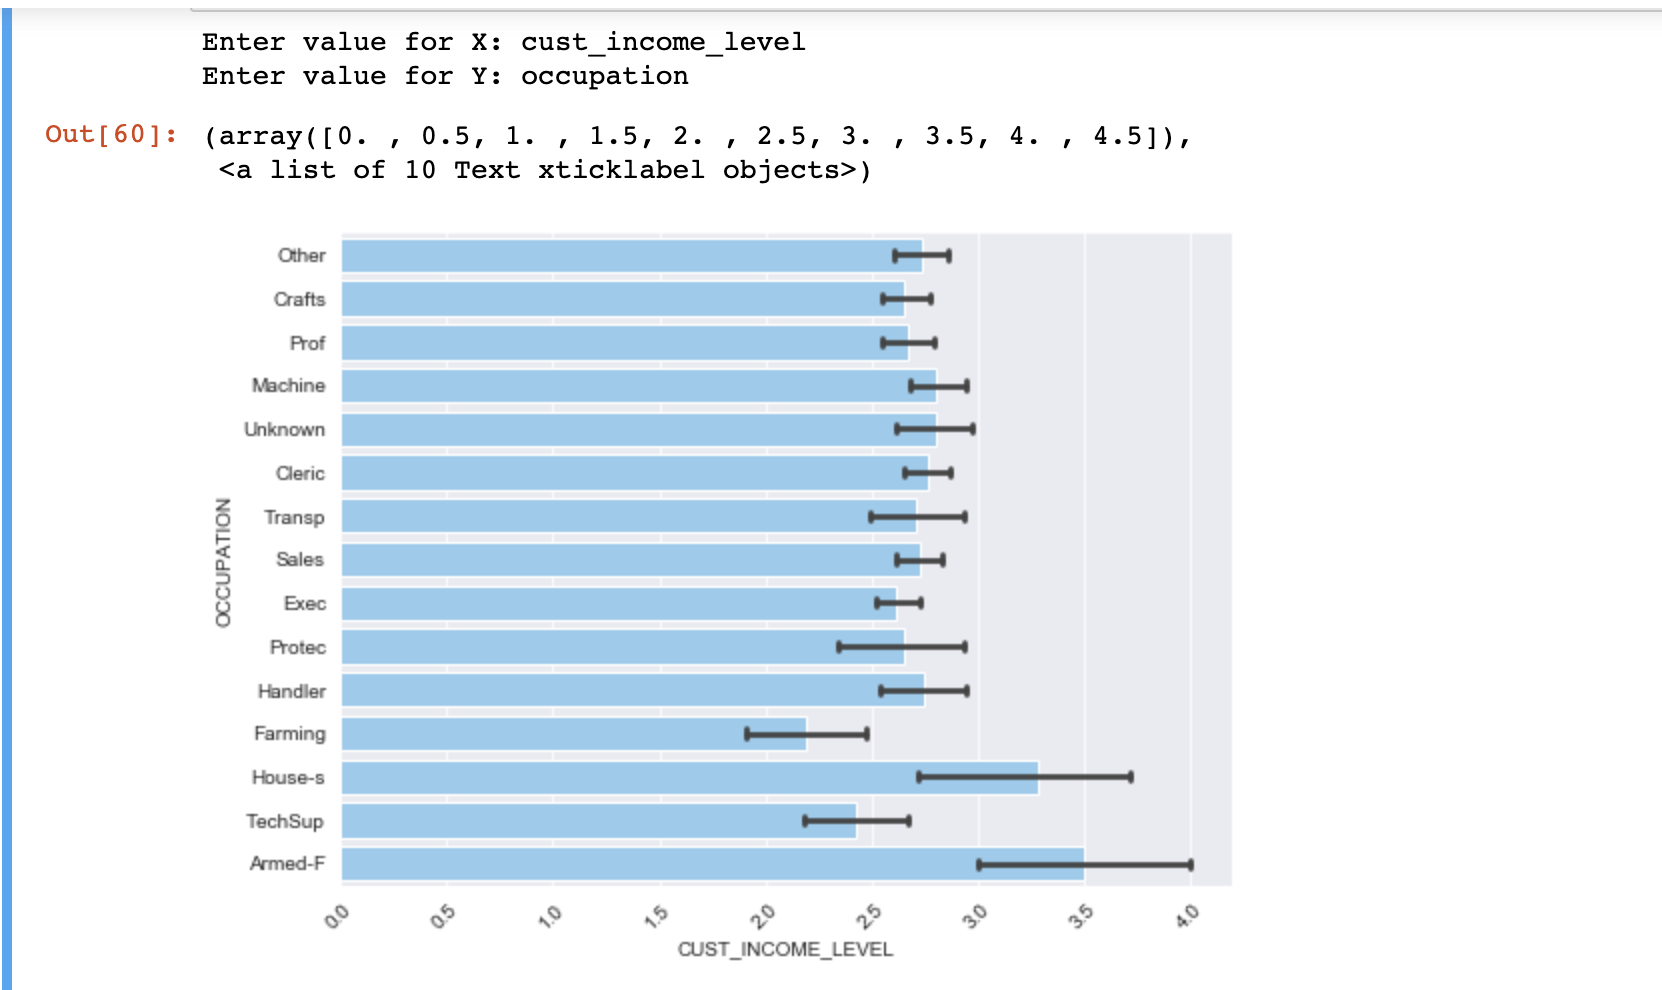 Enter value for X: cust_income_level
Enter value for Y: occupation
Out[60]: (array([0. , 0.5, 1. , 1.5, 2. , 2.5, 3. , 3.5, 4. , 4.5]),
<a list of 10 Text xticklabel objects>)
Other
Crafts
Prof
Machine
Unknown
Cleric
Transp
Sales
Exec
Protec
Handler
Farming
House-s
TechSup
Armed-F
OCCUPATION
0.0 0.5 1.0 1.5 2.0 2.5 3.0 3.5 4.0
CUST_INCOME_LEVEL